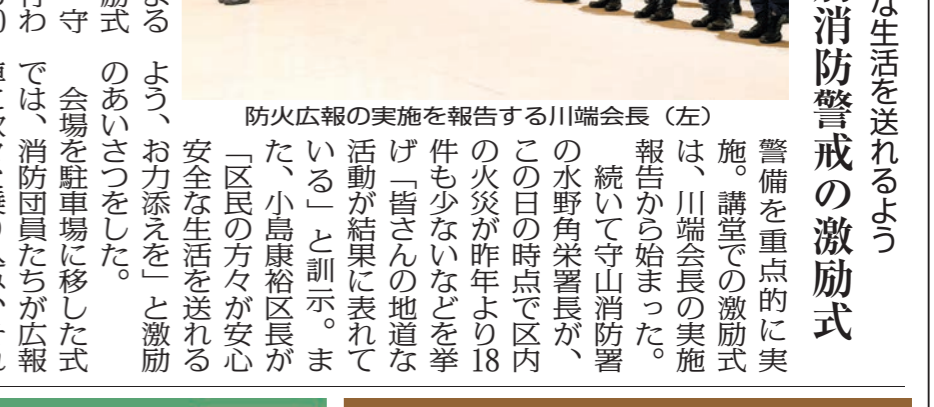 な生活を送れるよう
消防警戒の激励式
防火広報の実施を報告する川端会長（左）
よる
励式
守
わ
警備を重点的に実
施。講堂での激励式
は、川端会長の実施
報告から始まった。
続いて守山消防署
の水野角栄署長が、
この日の時点で区内
の火災が昨年より18
件も少ないなどを挙
げ「皆さんの地道な
活動が結果に表れて
いる」と訓示。ま
た、小島康裕区長が
「区民の方々が安心
安全な生活を送れる
よう、お力添えを」と激励
のあいさつをした。
会場を駐車場に移した式
では、消防団員たちが広報